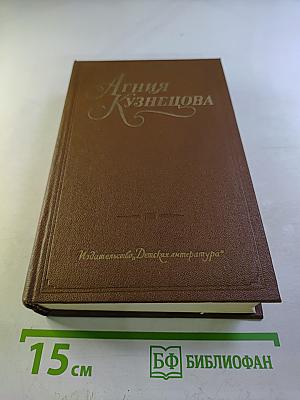 Агния
Кузнецова
Издательство „Детская литература"
15 см
БФ БИБЛИОФАН